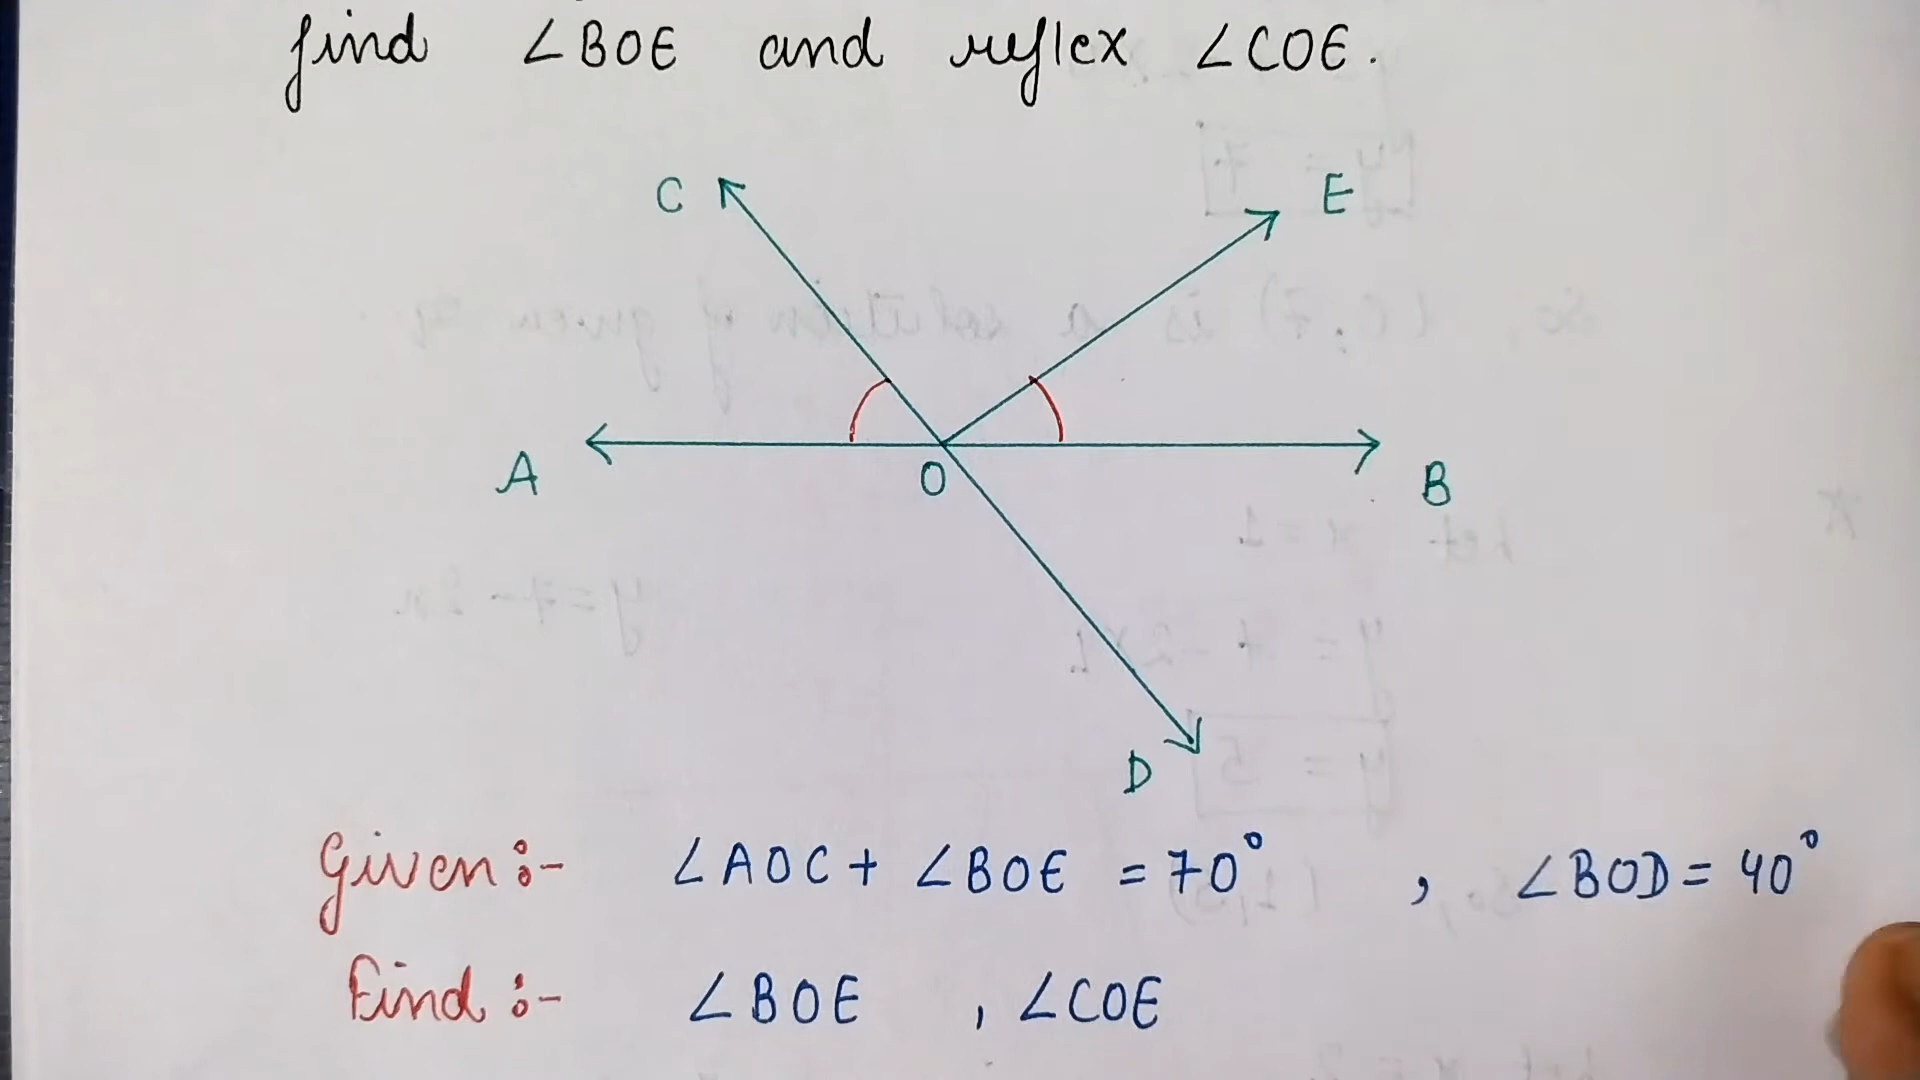 find ∠BOE and reflex ∠COE.
C
E
A
O
B
D
Given :- ∠AOC + ∠BOE = 70° , ∠BOD = 40°
Find :- ∠BOE , ∠COE